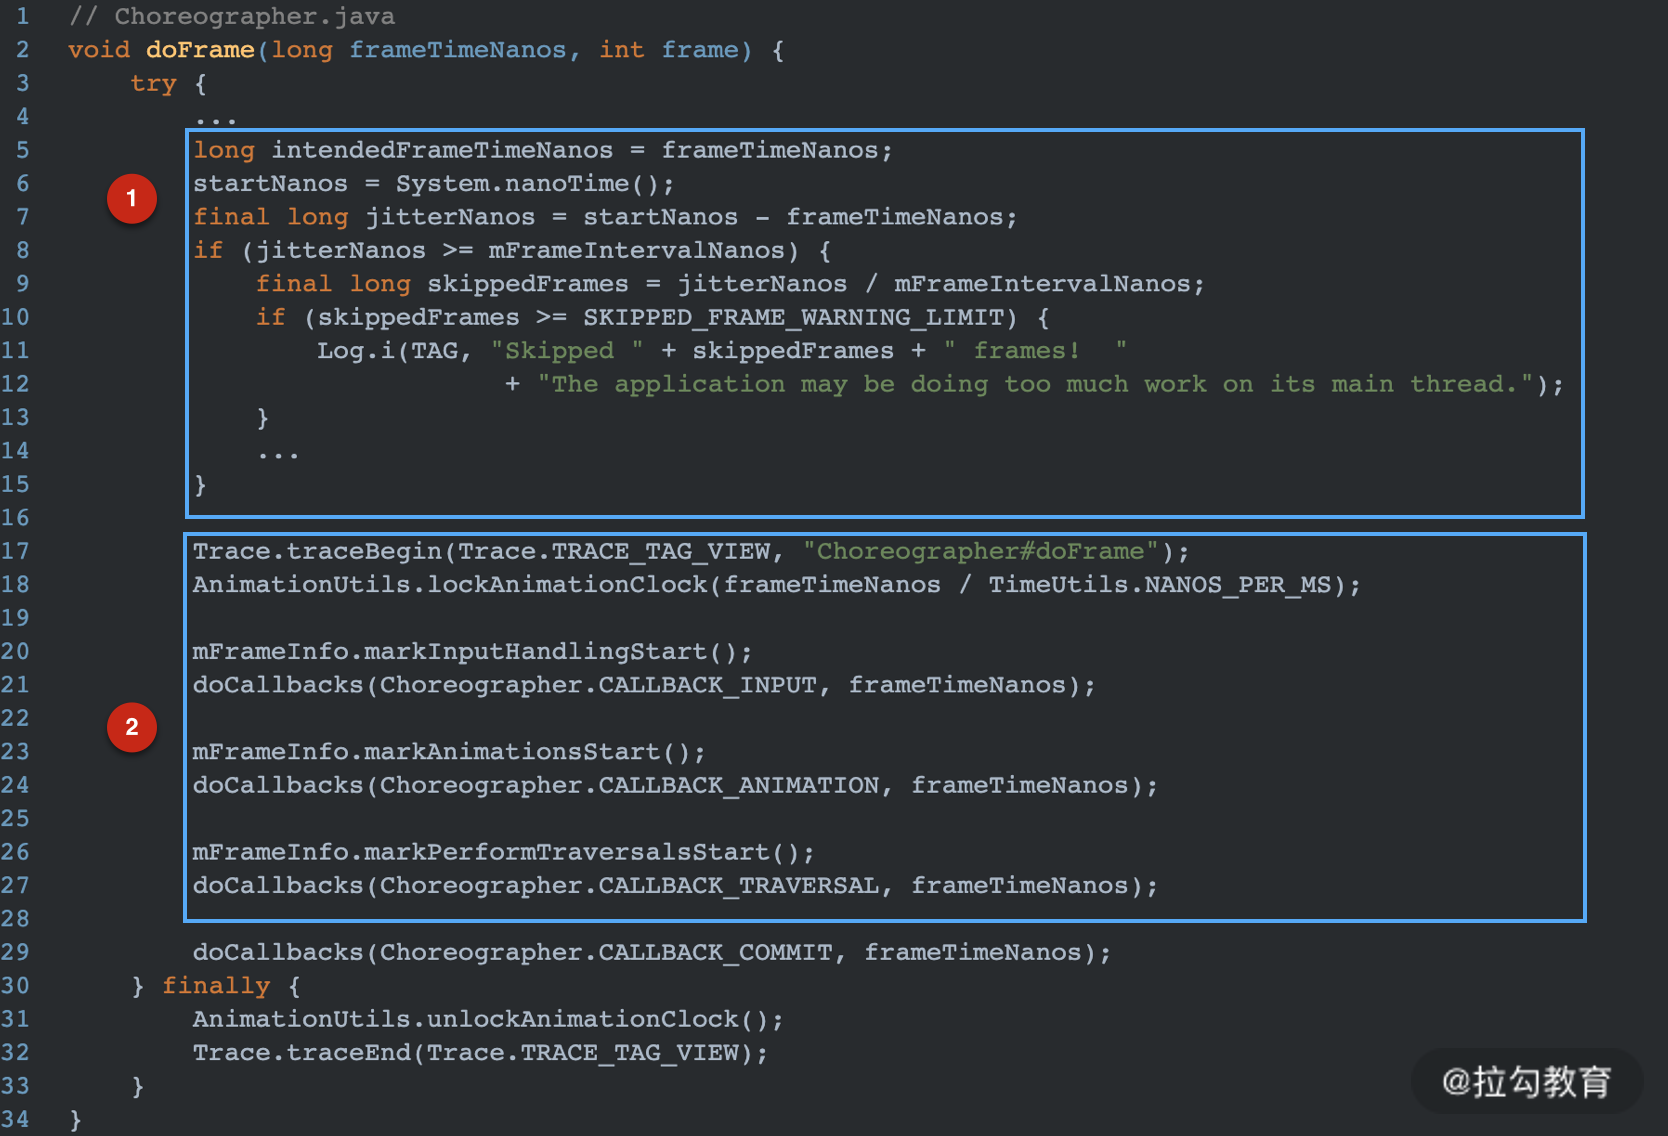 1 // Choreographer.java
2 void doFrame(long frameTimeNanos, int frame) {
3 try {
4 ...
5 long intendedFrameTimeNanos = frameTimeNanos;
6 startNanos = System.nanoTime();
1
7 final long jitterNanos = startNanos - frameTimeNanos;
8 if (jitterNanos >= mFrameIntervalNanos) {
9 final long skippedFrames = jitterNanos / mFrameIntervalNanos;
10 if (skippedFrames >= SKIPPED_FRAME_WARNING_LIMIT) {
11 Log.i(TAG, "Skipped " + skippedFrames + " frames!  "
12 + "The application may be doing too much work on its main thread.");
13 }
14 ...
15 }
16
17 Trace.traceBegin(Trace.TRACE_TAG_VIEW, "Choreographer#doFrame");
18 AnimationUtils.lockAnimationClock(frameTimeNanos / TimeUtils.NANOS_PER_MS);
19
20 mFrameInfo.markInputHandlingStart();
21 doCallbacks(Choreographer.CALLBACK_INPUT, frameTimeNanos);
22
2
23 mFrameInfo.markAnimationsStart();
24 doCallbacks(Choreographer.CALLBACK_ANIMATION, frameTimeNanos);
25
26 mFrameInfo.markPerformTraversalsStart();
27 doCallbacks(Choreographer.CALLBACK_TRAVERSAL, frameTimeNanos);
28
29 doCallbacks(Choreographer.CALLBACK_COMMIT, frameTimeNanos);
30 } finally {
31 AnimationUtils.unlockAnimationClock();
32 Trace.traceEnd(Trace.TRACE_TAG_VIEW);
33 }
34 }
@拉勾教育